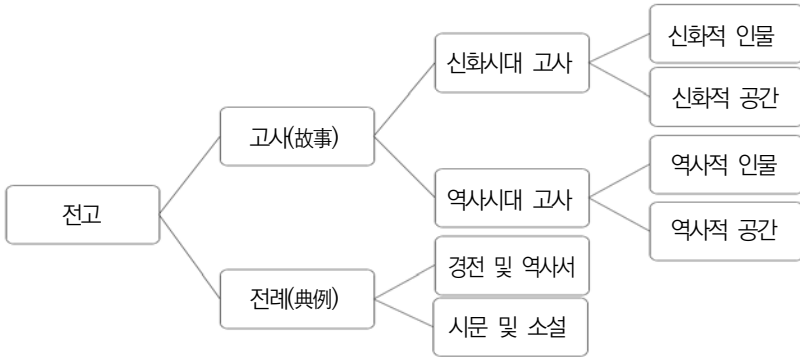 전고
고사(故事)
신화시대 고사
신화적 인물
신화적 공간
역사시대 고사
역사적 인물
역사적 공간
전례(典例)
경전 및 역사서
시문 및 소설